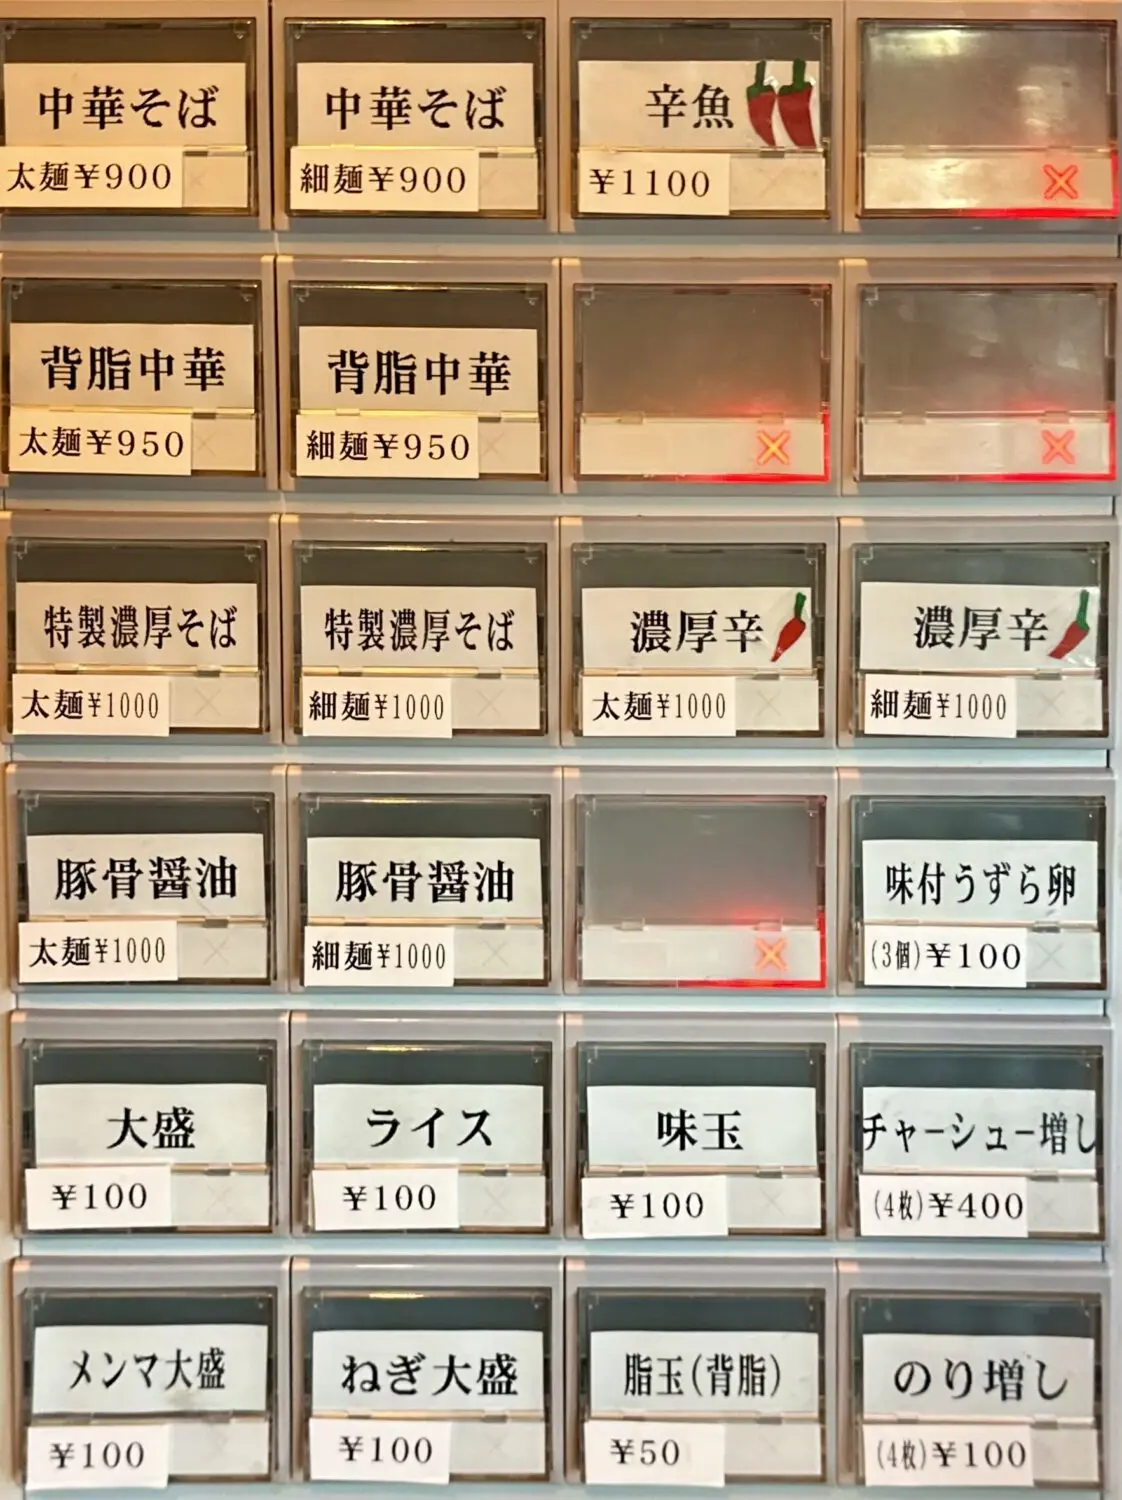 中華そば
太麺¥900
中華そば
細麺¥900
辛魚
¥1100
×
背脂中華
太麺¥950
背脂中華
細麺¥950
×
×
特製濃厚そば
太麺¥1000
特製濃厚そば
細麺¥1000
濃厚辛
太麺¥1000
濃厚辛
細麺¥1000
豚骨醤油
太麺¥1000
豚骨醤油
細麺¥1000
×
味付うずら卵
(3個)¥100
大盛
¥100
ライス
¥100
味玉
¥100
チャーシュー増し
(4枚)¥400
メンマ大盛
¥100
ねぎ大盛
¥100
脂玉(背脂)
¥50
のり増し
(4枚)¥100